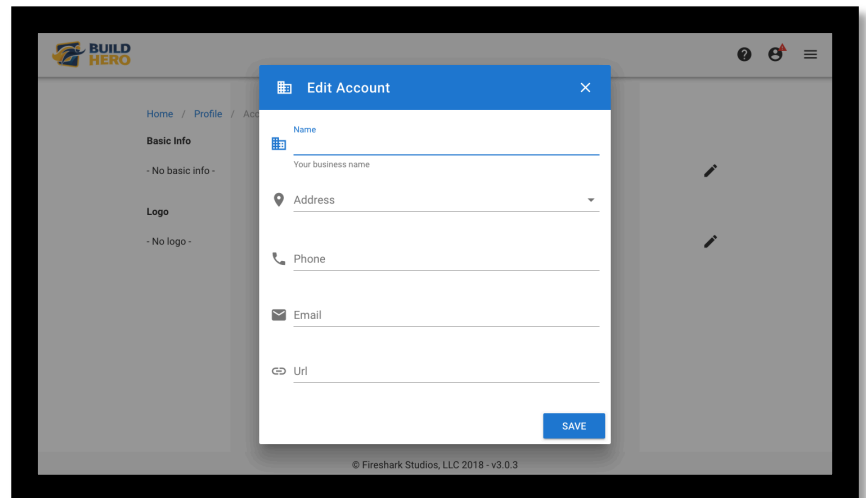 BUILD
HERO
Edit Account
Home / Profile / Acc
Basic Info
- No basic info -
Logo
- No logo -
Name
Your business name
Address
Phone
Email
Url
SAVE
© Fireshark Studios, LLC 2018 - v3.0.3